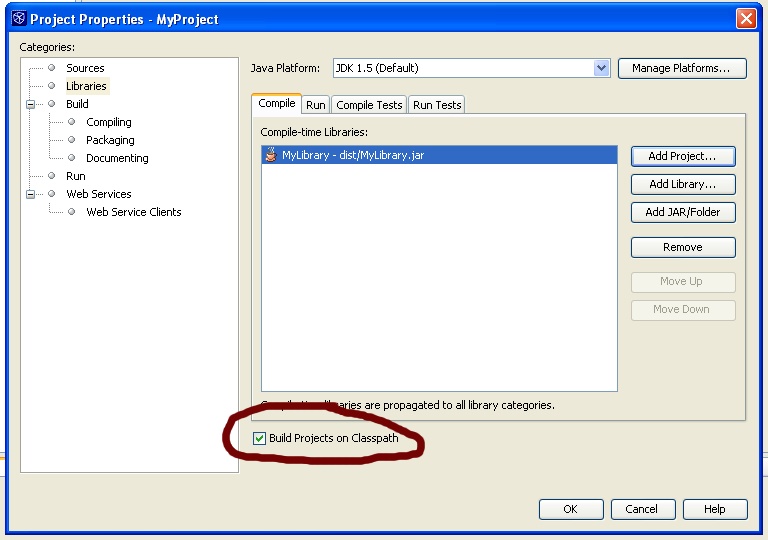 Project Properties - MyProject
Categories:
Sources
Libraries
Build
Compiling
Packaging
Documenting
Run
Web Services
Web Service Clients
Java Platform:
JDK 1.5 (Default)
Manage Platforms...
Compile Run Compile Tests Run Tests
Compile-time Libraries:
MyLibrary - dist/MyLibrary.jar
Add Project...
Add Library...
Add JAR/Folder
Remove
Move Up
Move Down
are propagated to all library categories.
Build Projects on Classpath
OK Cancel Help